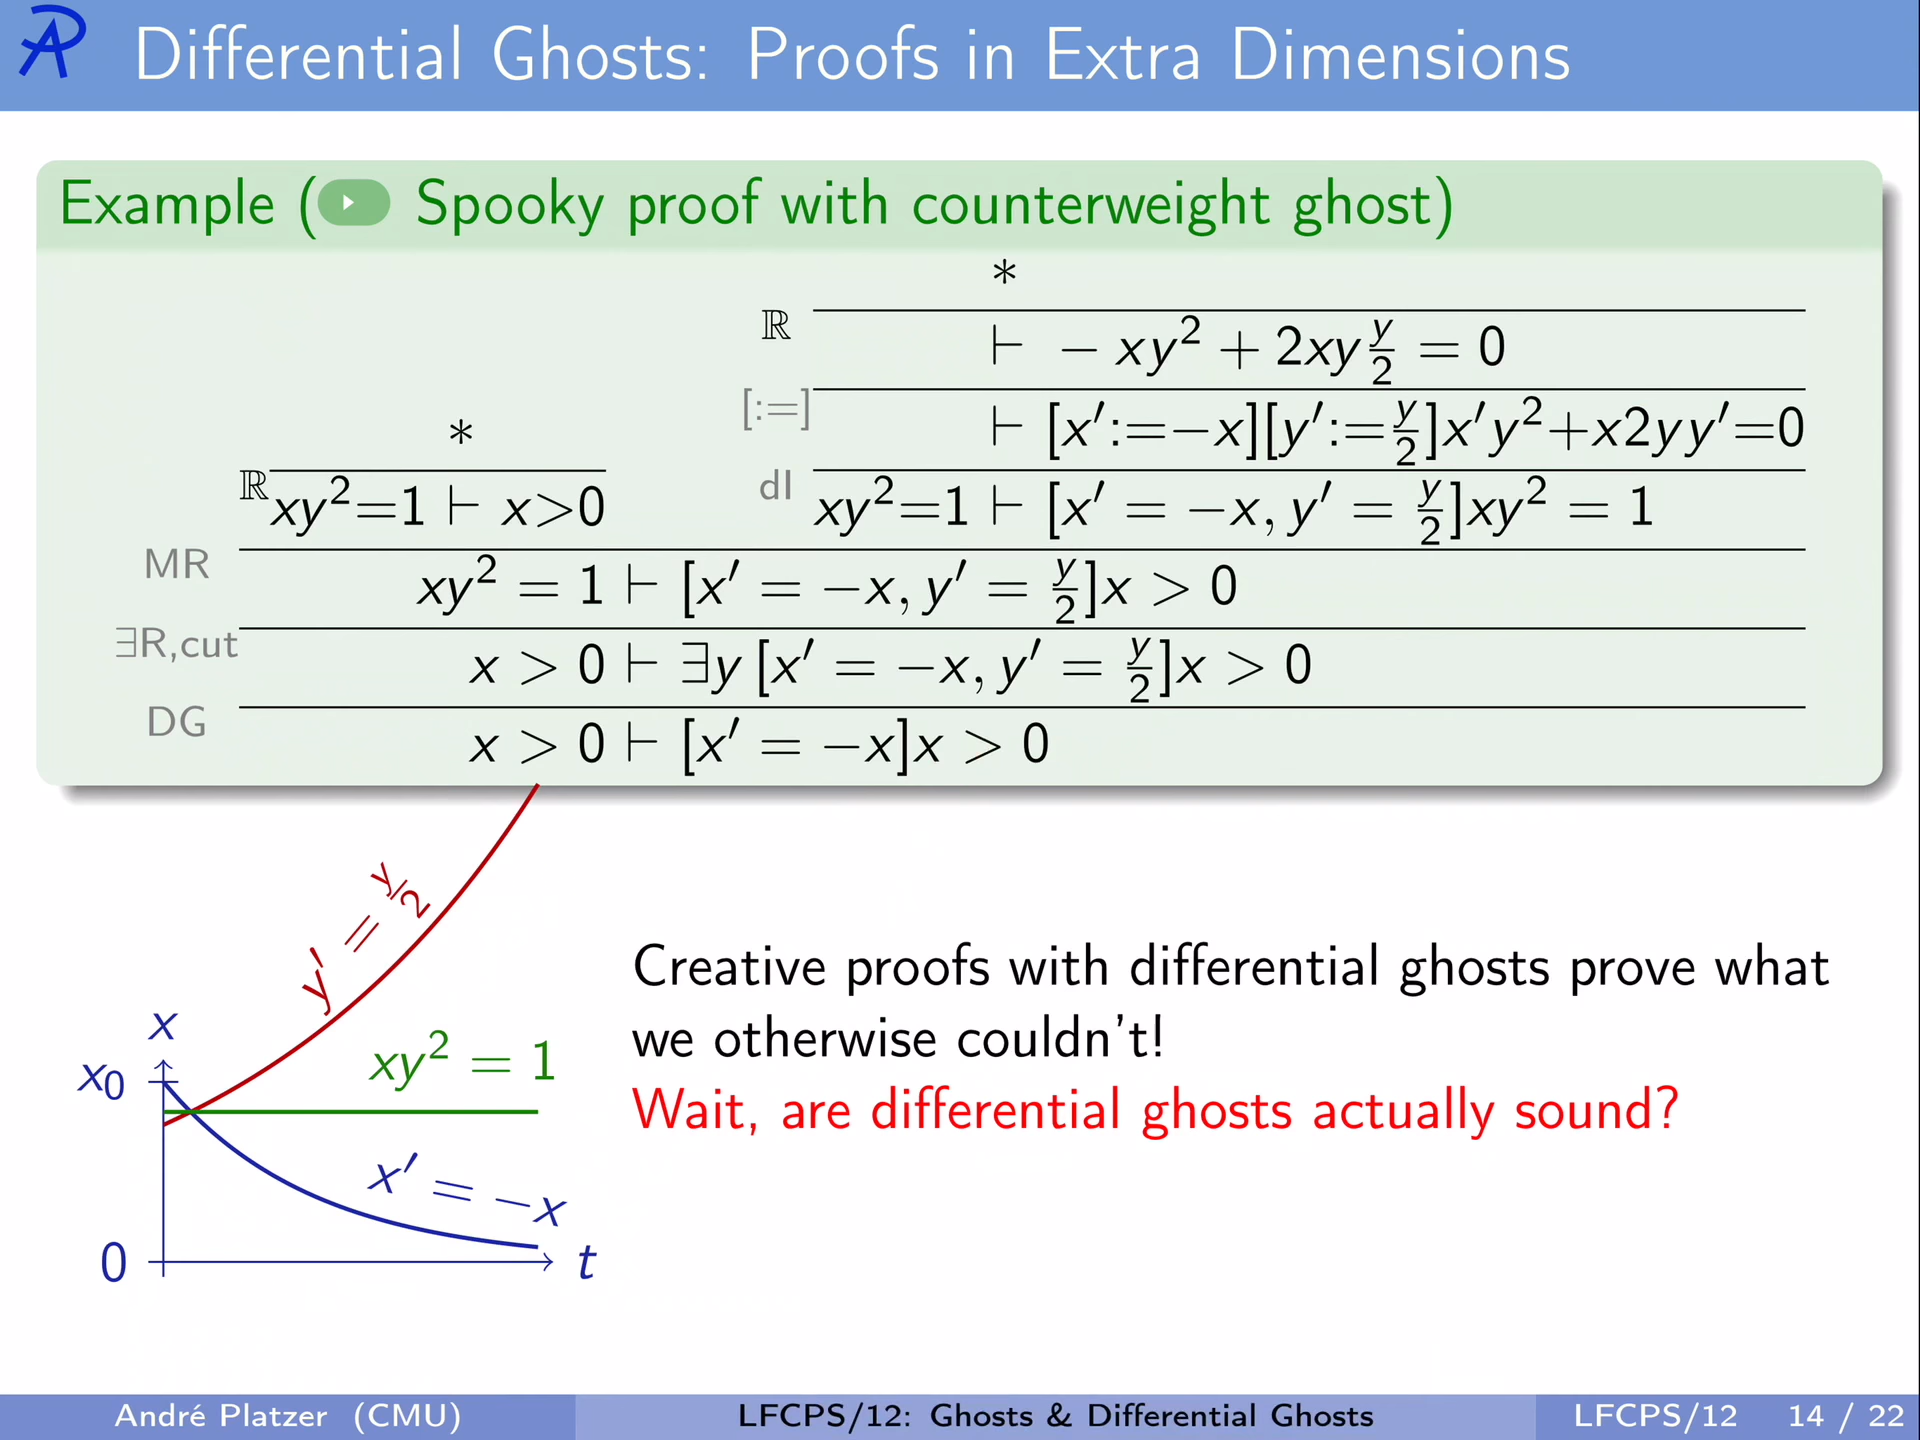 Differential Ghosts: Proofs in Extra Dimensions
Example ( Spooky proof with counterweight ghost)
*
ℝ
⊢ −xy² + 2xy y/2 = 0
[:=]
⊢ [x′:=−x][y′:=y/2]x′y²+x2yy′=0
*
ℝ xy²=1 ⊢ x>0
dI xy²=1 ⊢ [x′ = −x, y′ = y/2]xy² = 1
MR
xy² = 1 ⊢ [x′ = −x, y′ = y/2]x > 0
∃R,cut
x > 0 ⊢ ∃y [x′ = −x, y′ = y/2]x > 0
DG
x > 0 ⊢ [x′ = −x]x > 0
y′ = y/2
x
x₀
xy² = 1
x′ = −x
0
t
Creative proofs with differential ghosts prove what
we otherwise couldn't!
Wait, are differential ghosts actually sound?
André Platzer (CMU)
LFCPS/12: Ghosts & Differential Ghosts
LFCPS/12 14 / 22